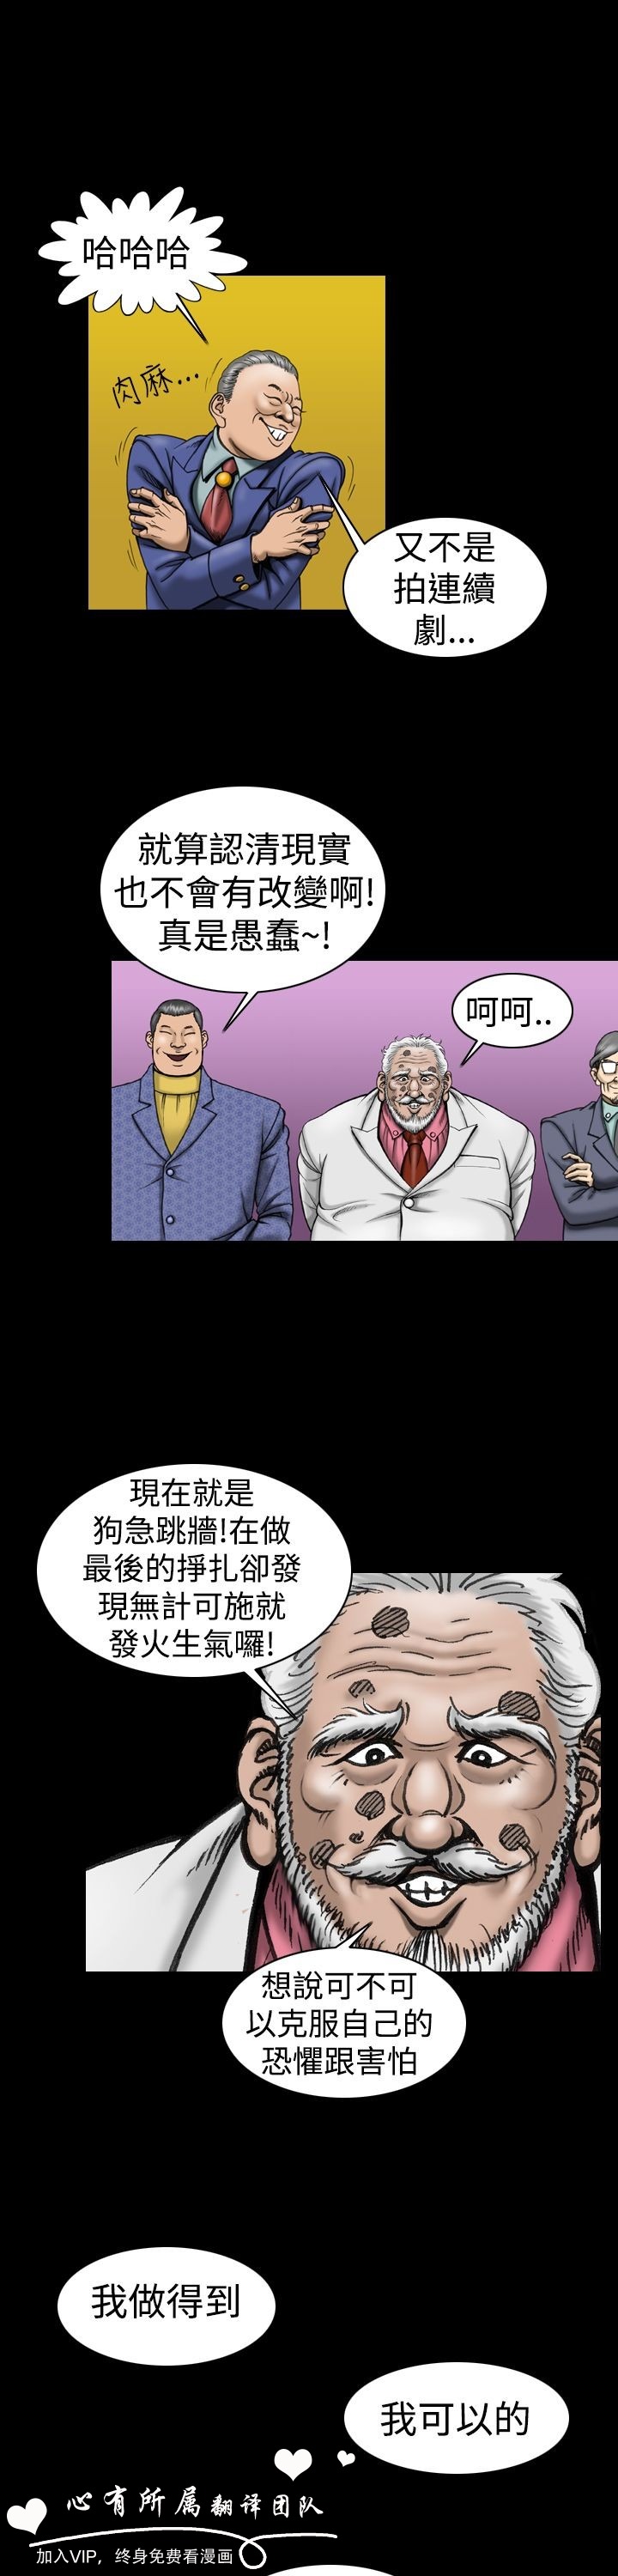 哈哈哈
肉麻...
又不是
拍連續
劇...
就算認清現實
也不會有改變啊!
真是愚蠢~!
呵呵..
現在就是
狗急跳牆!在做
最後的掙扎卻發
現無計可施就
發火生氣囉!
想說可不可
以克服自己的
恐懼跟害怕
我做得到
我可以的
心有所属翻译团队
加入VIP，终身免费看漫画